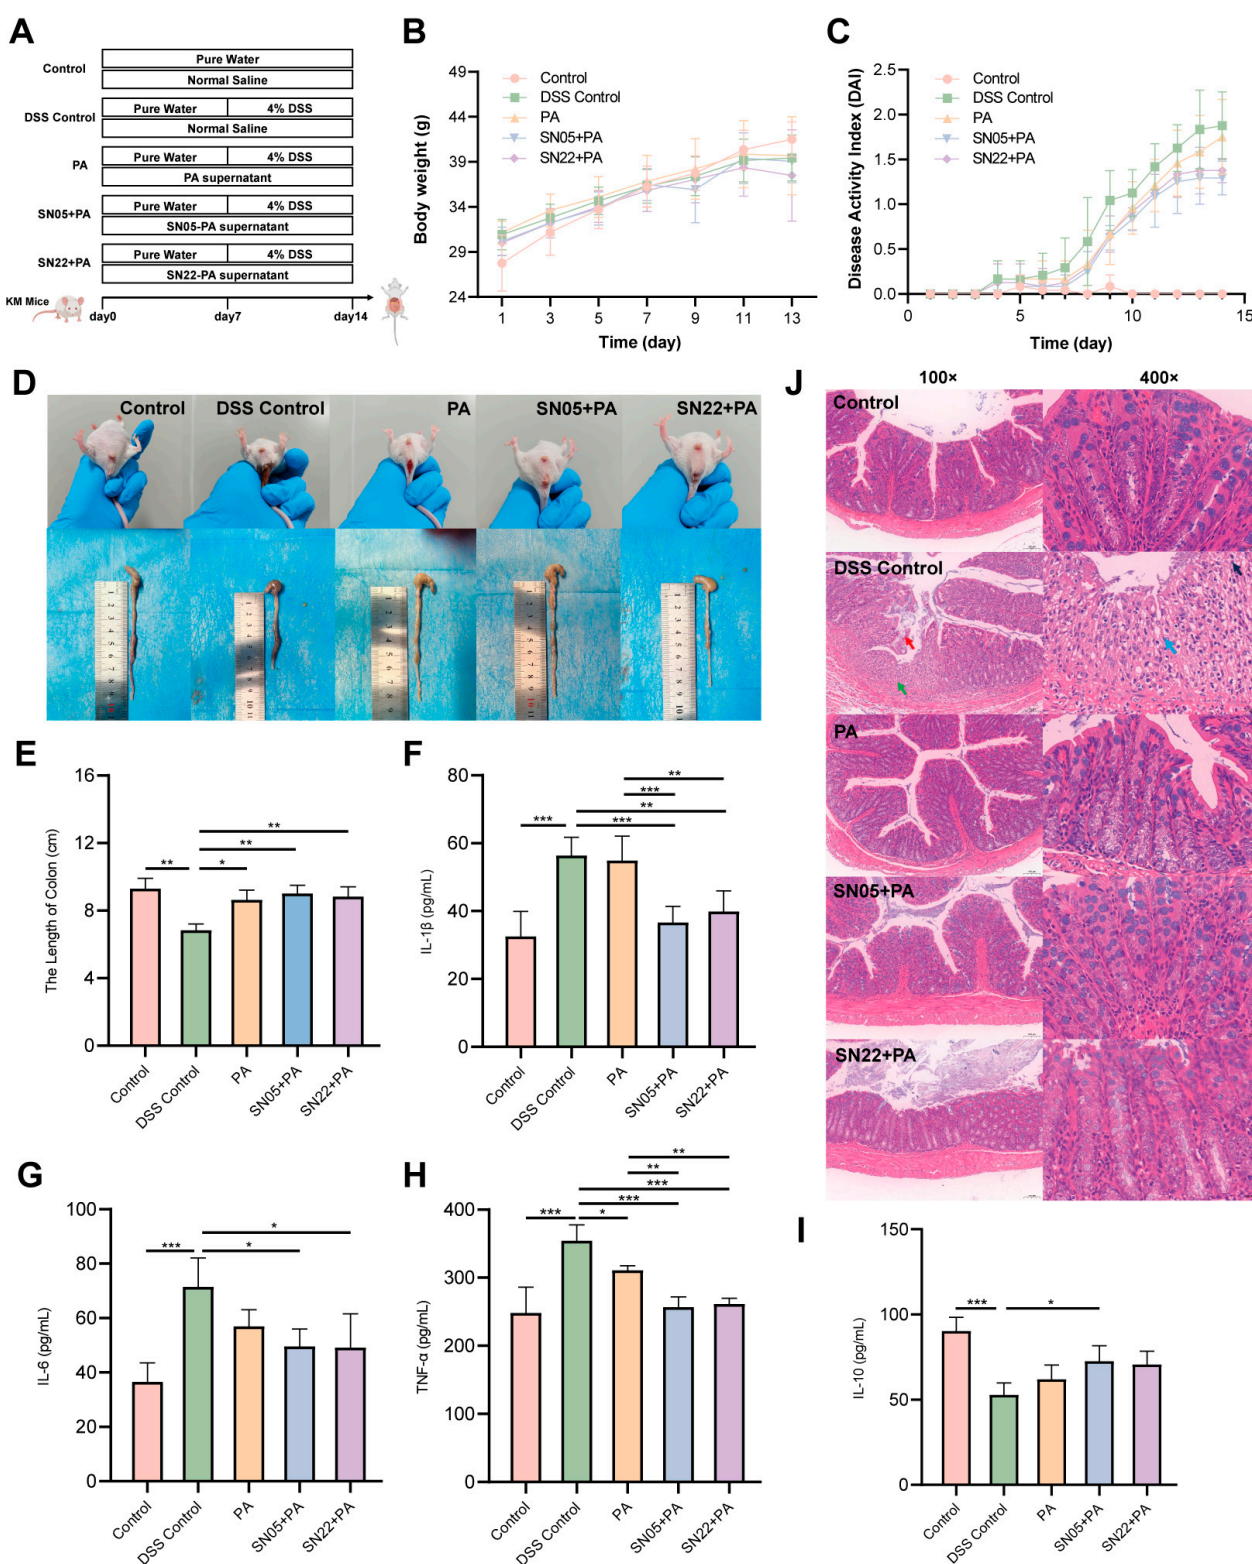 A
Control
Pure Water
Normal Saline
DSS Control
Pure Water
4% DSS
Normal Saline
PA
Pure Water
4% DSS
PA supernatant
SN05+PA
Pure Water
4% DSS
SN05-PA supernatant
SN22+PA
Pure Water
4% DSS
SN22-PA supernatant
KM Mice
day0
day7
day14
B
Body weight (g)
49
44
39
34
29
24
1
3
5
7
9
11
13
Time (day)
Control
DSS Control
PA
SN05+PA
SN22+PA
C
Disease Activity Index (DAI)
2.5
2.0
1.5
1.0
0.5
0.0
0
5
10
15
Time (day)
Control
DSS Control
PA
SN05+PA
SN22+PA
D
Control
DSS Control
PA
SN05+PA
SN22+PA
J
100×
400×
Control
DSS Control
PA
SN05+PA
SN22+PA
E
The Length of Colon (cm)
16
12
8
4
0
**
*
**
**
Control
DSS Control
PA
SN05+PA
SN22+PA
F
IL-1β (pg/mL)
80
60
40
20
0
***
***
**
***
**
Control
DSS Control
PA
SN05+PA
SN22+PA
G
IL-6 (pg/mL)
100
80
60
40
20
0
***
*
*
Control
DSS Control
PA
SN05+PA
SN22+PA
H
TNF-α (pg/mL)
400
300
200
100
0
***
*
***
***
**
**
Control
DSS Control
PA
SN05+PA
SN22+PA
I
IL-10 (pg/mL)
150
100
50
0
***
*
Control
DSS Control
PA
SN05+PA
SN22+PA